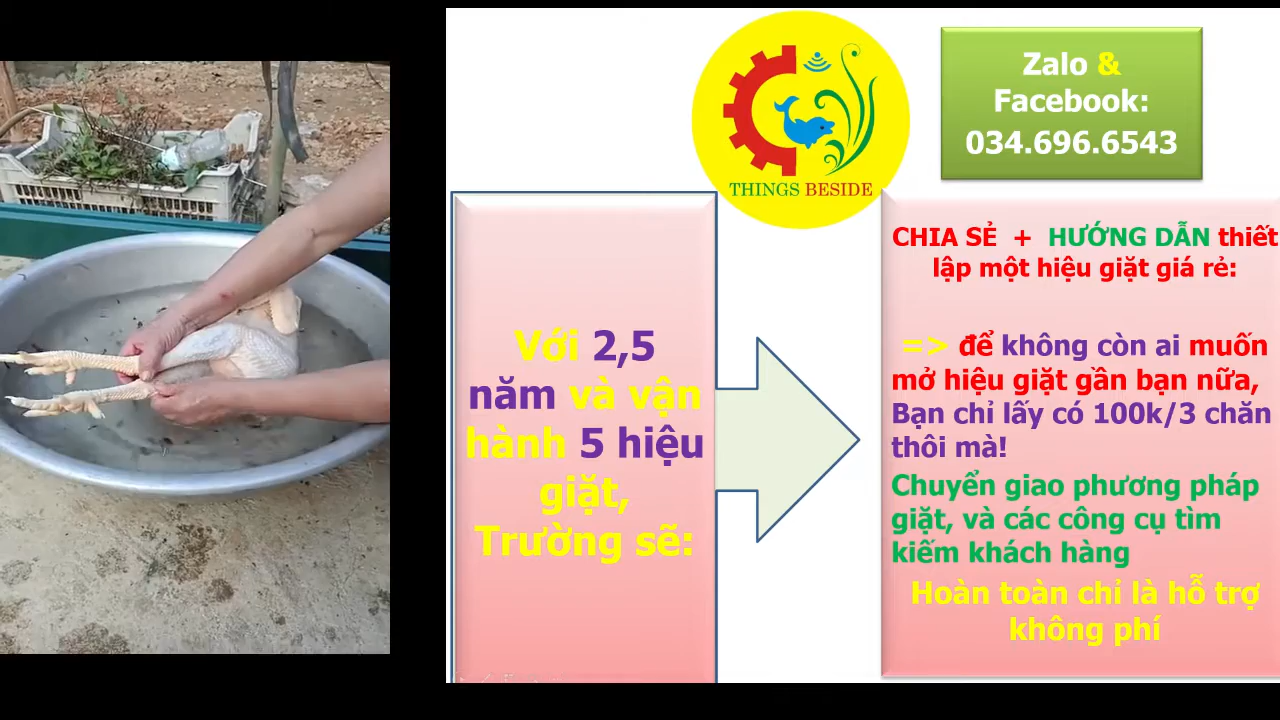 THINGS BESIDE
Zalo &
Facebook:
034.696.6543
Với 2,5
năm và vận
hành 5 hiệu
giặt,
Trường sẽ:
CHIA SẺ + HƯỚNG DẪN thiết
lập một hiệu giặt giá rẻ:
=> để không còn ai muốn
mở hiệu giặt gần bạn nữa,
Bạn chỉ lấy có 100k/3 chăn
thôi mà!
Chuyển giao phương pháp
giặt, và các công cụ tìm
kiếm khách hàng
Hoàn toàn chỉ là hỗ trợ
không phí